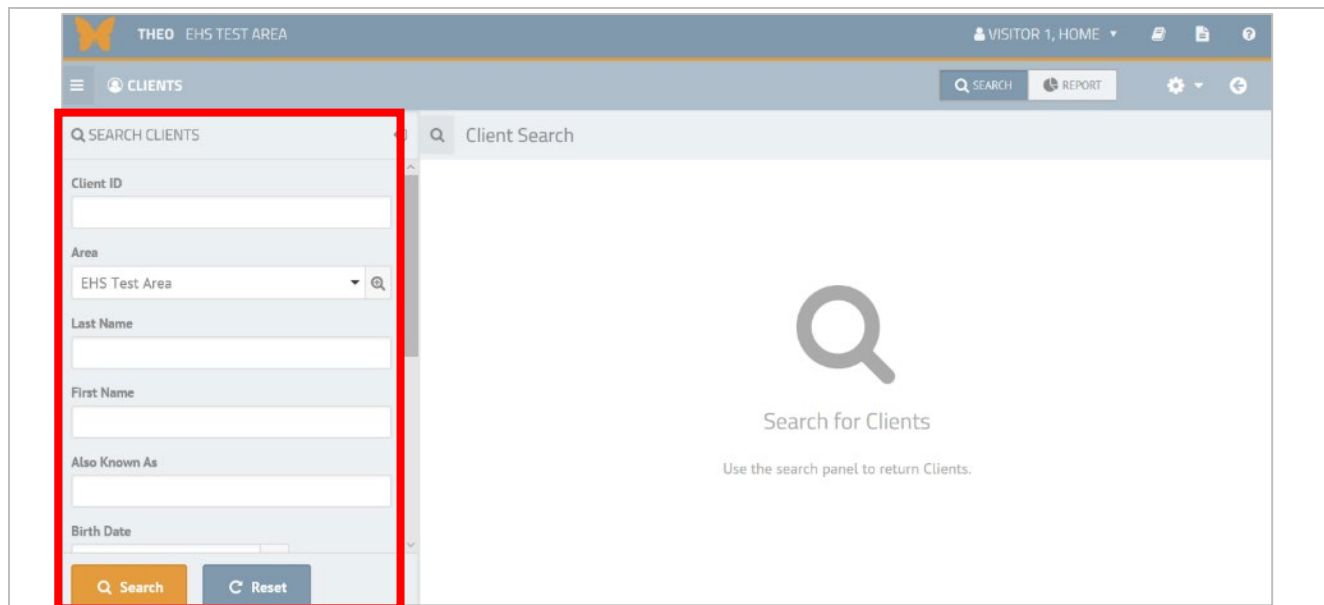 THEO EHS TEST AREA
VISITOR 1, HOME
CLIENTS
SEARCH
REPORT
SEARCH CLIENTS
Client Search
Client ID
Area
EHS Test Area
Last Name
First Name
Also Known As
Birth Date
Search
Reset
Search for Clients
Use the search panel to return Clients.